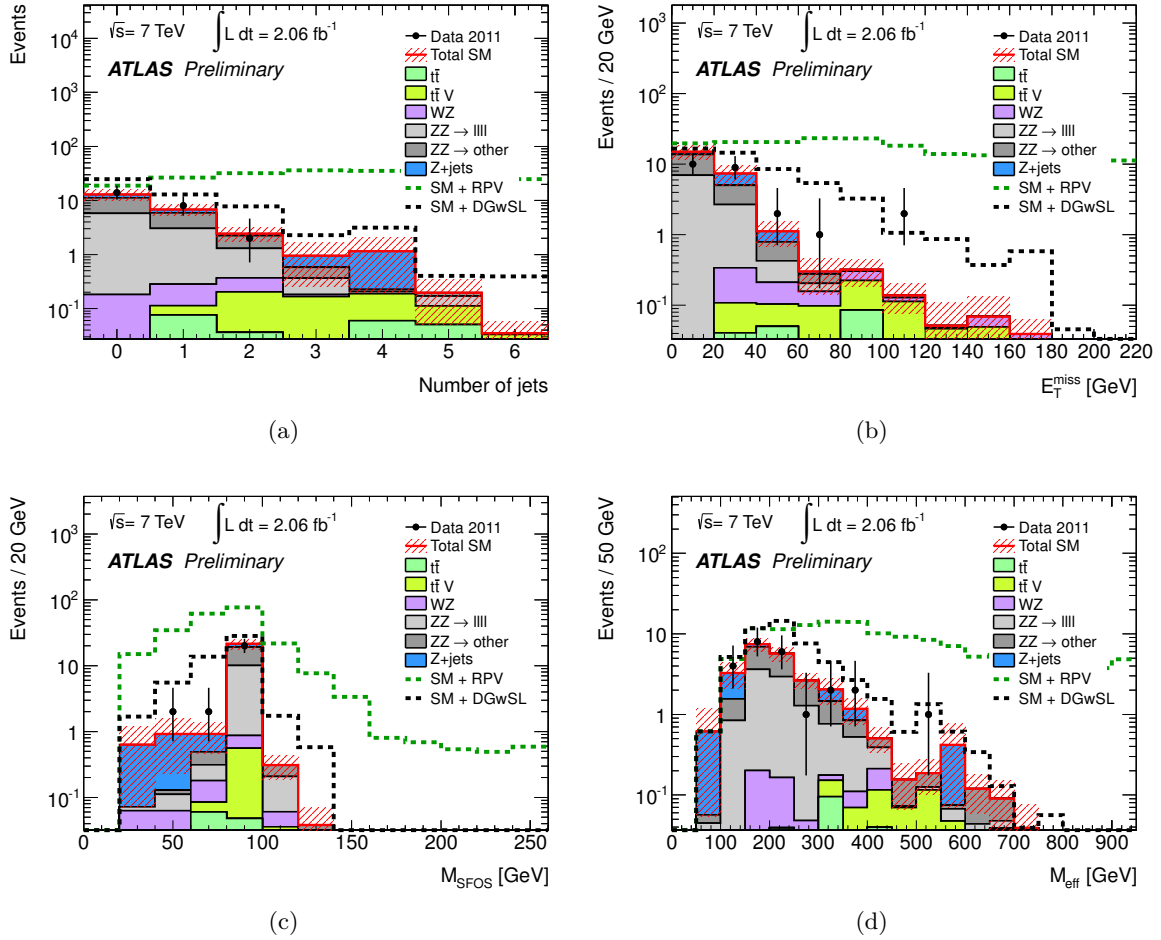 Events
10⁴
10³
10²
10
1
10⁻¹
√s= 7 TeV ∫L dt = 2.06 fb⁻¹
ATLAS Preliminary
Data 2011
Total SM
tt̄
tt̄ V
WZ
ZZ → llll
ZZ → other
Z+jets
SM + RPV
SM + DGwSL
0 1 2 3 4 5 6
Number of jets
(a)
Events / 20 GeV
10³
10²
10
1
10⁻¹
√s= 7 TeV ∫L dt = 2.06 fb⁻¹
ATLAS Preliminary
Data 2011
Total SM
tt̄
tt̄ V
WZ
ZZ → llll
ZZ → other
Z+jets
SM + RPV
SM + DGwSL
0 20 40 60 80 100 120 140 160 180 200 220
E_T^miss [GeV]
(b)
Events / 20 GeV
10³
10²
10
1
10⁻¹
√s= 7 TeV ∫L dt = 2.06 fb⁻¹
ATLAS Preliminary
Data 2011
Total SM
tt̄
tt̄ V
WZ
ZZ → llll
ZZ → other
Z+jets
SM + RPV
SM + DGwSL
0 50 100 150 200 250
M_SFOS [GeV]
(c)
Events / 50 GeV
10²
10
1
10⁻¹
√s= 7 TeV ∫L dt = 2.06 fb⁻¹
ATLAS Preliminary
Data 2011
Total SM
tt̄
tt̄ V
WZ
ZZ → llll
ZZ → other
Z+jets
SM + RPV
SM + DGwSL
0 100 200 300 400 500 600 700 800 900
M_eff [GeV]
(d)